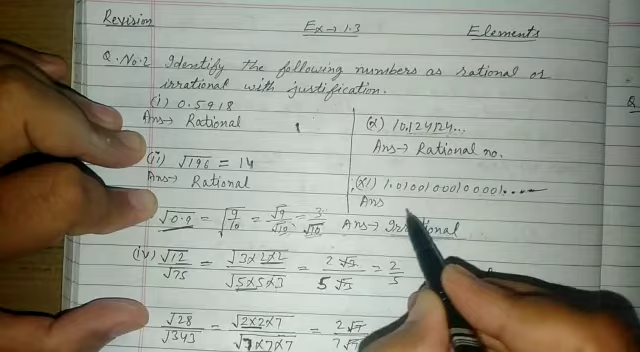 Revision
Ex→ 1.3
Elements
Q.No.2 Identify the following numbers as rational or
irrational with justification.
(i) 0.5918
Ans→ Rational
(ii) √196 = 14
Ans→ Rational
√0.9 = √9/10 = √9/√10 = 3/√10 Ans→ Irrational
(iv) √12/√75 = √3×2×2/√5×5×3 = 2√3/5√3 = 2/5
√28/√343 = √2×2×7/√7×7×7 = 2√7/7√7
(x) 10.124124...
Ans→ Rational no.
(xi) 1.01001000100001....
Ans
Q